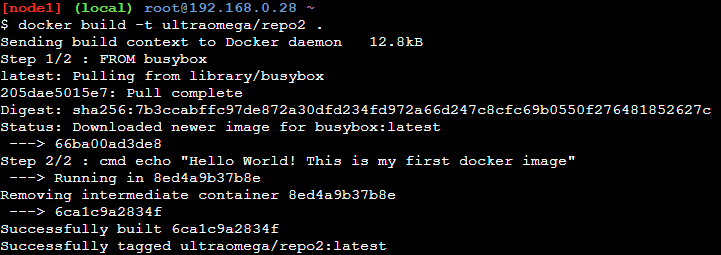 [node1] (local) root@192.168.0.28 ~
$ docker build -t ultraomega/repo2 .
Sending build context to Docker daemon   12.8kB
Step 1/2 : FROM busybox
latest: Pulling from library/busybox
205dae5015e7: Pull complete
Digest: sha256:7b3ccabffc97de872a30dfd234fd972a66d247c8cfc69b0550f276481852627c
Status: Downloaded newer image for busybox:latest
 ---> 66ba00ad3de8
Step 2/2 : cmd echo "Hello World! This is my first docker image"
 ---> Running in 8ed4a9b37b8e
Removing intermediate container 8ed4a9b37b8e
 ---> 6ca1c9a2834f
Successfully built 6ca1c9a2834f
Successfully tagged ultraomega/repo2:latest